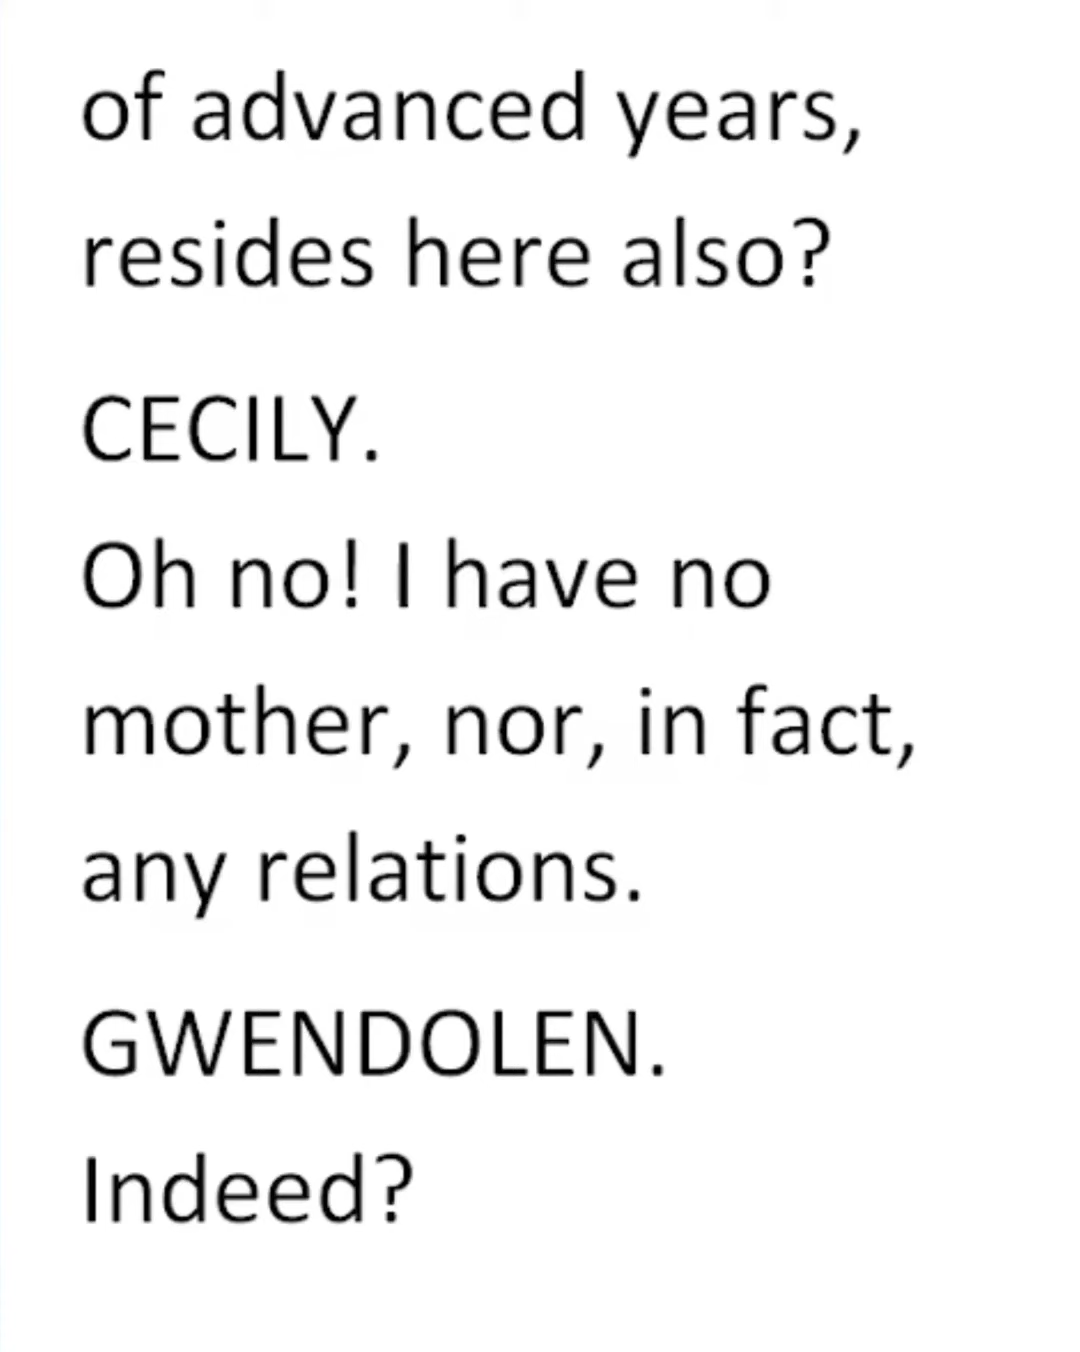 of advanced years,
resides here also?
CECILY.
Oh no! I have no
mother, nor, in fact,
any relations.
GWENDOLEN.
Indeed?